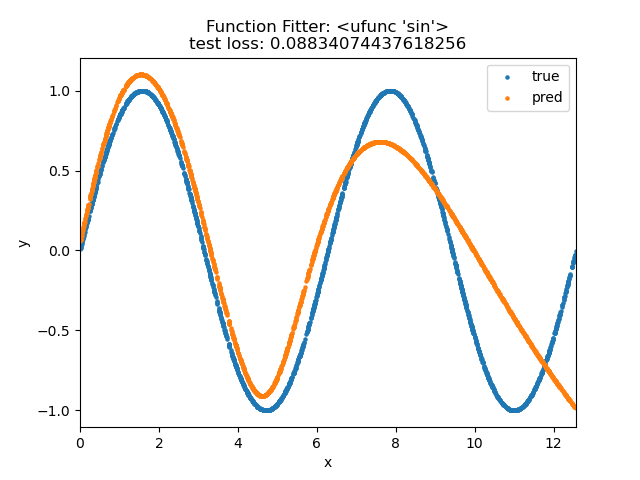 Function Fitter: <ufunc 'sin'>
test loss: 0.08834074437618256
true
pred
1.0
0.5
0.0
−0.5
−1.0
y
0 2 4 6 8 10 12
x